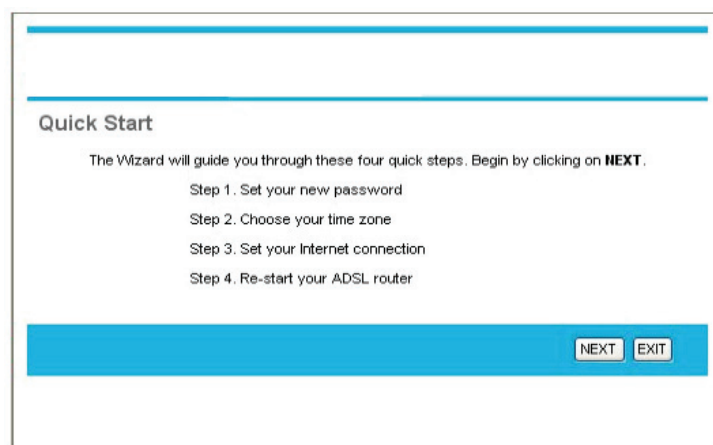 Quick Start
The Wizard will guide you through these four quick steps. Begin by clicking on NEXT.
Step 1. Set your new password
Step 2. Choose your time zone
Step 3. Set your Internet connection
Step 4. Re-start your ADSL router
NEXT EXIT